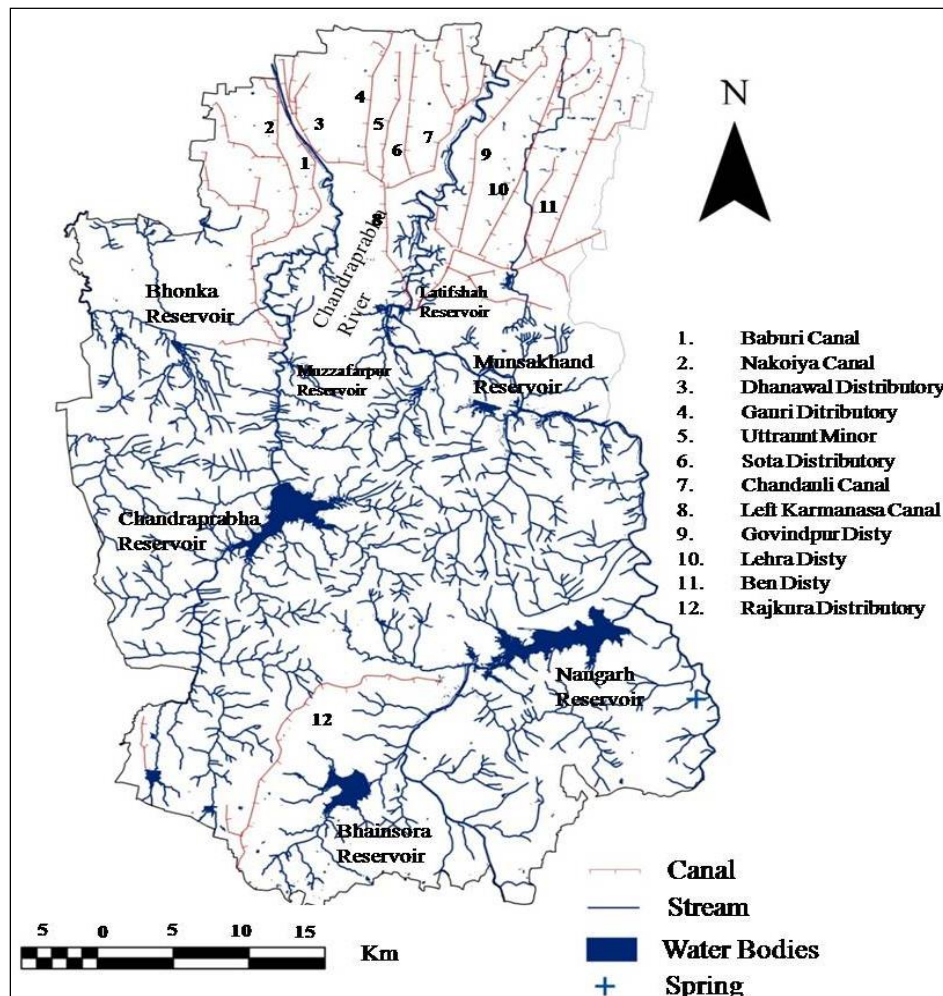 N
4
2
3
5
7
1
6
9
10
8
11
Chandraprabha
River
Bhonka
Reservoir
Latifshah
Reservoir
Muzzafarpur
Reservoir
Munsakhand
Reservoir
1. Baburi Canal
2. Nakoiya Canal
3. Dhanawal Distributory
4. Gauri Ditributory
5. Uttraunt Minor
6. Sota Distributory
7. Chandauli Canal
8. Left Karmanasa Canal
9. Govindpur Disty
10. Lehra Disty
11. Ben Disty
12. Rajkura Distributory
Chandraprabha
Reservoir
Naugarh
Reservoir
12
Bhainsora
Reservoir
Canal
Stream
Water Bodies
Spring
5 0 5 10 15
Km